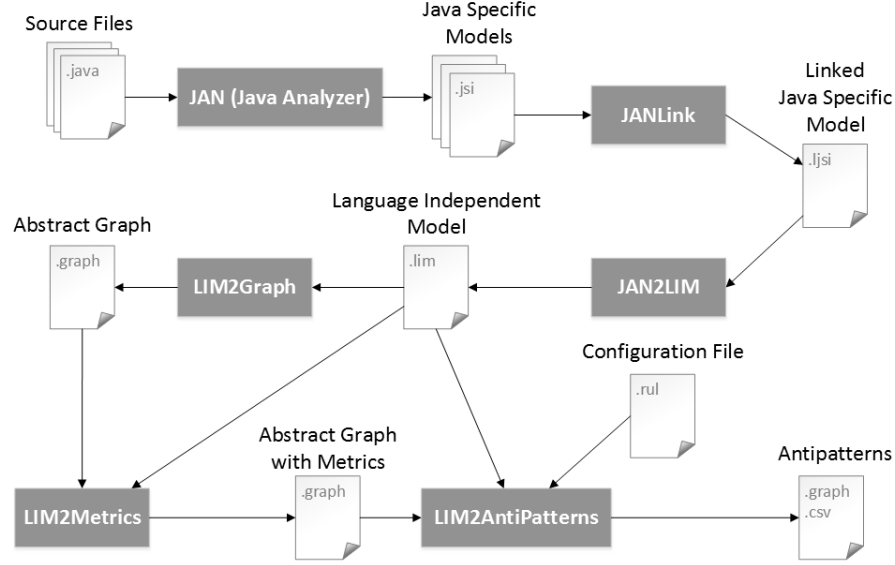 Source Files
.java
JAN (Java Analyzer)
Java Specific
Models
.jsi
JANLink
Linked
Java Specific
Model
.ljsi
Abstract Graph
.graph
LIM2Graph
Language Independent
Model
.lim
JAN2LIM
Configuration File
.rul
LIM2Metrics
Abstract Graph
with Metrics
.graph
LIM2AntiPatterns
Antipatterns
.graph
.csv